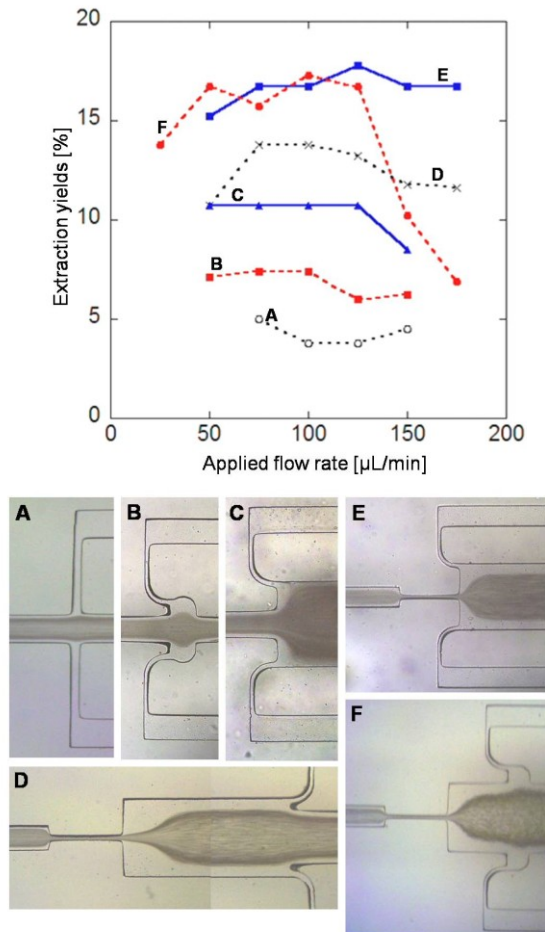 20
15
10
5
0
Extraction yields [%]
0
50
100
150
200
Applied flow rate [µL/min]
E
F
D
C
B
A
A
B
C
E
D
F